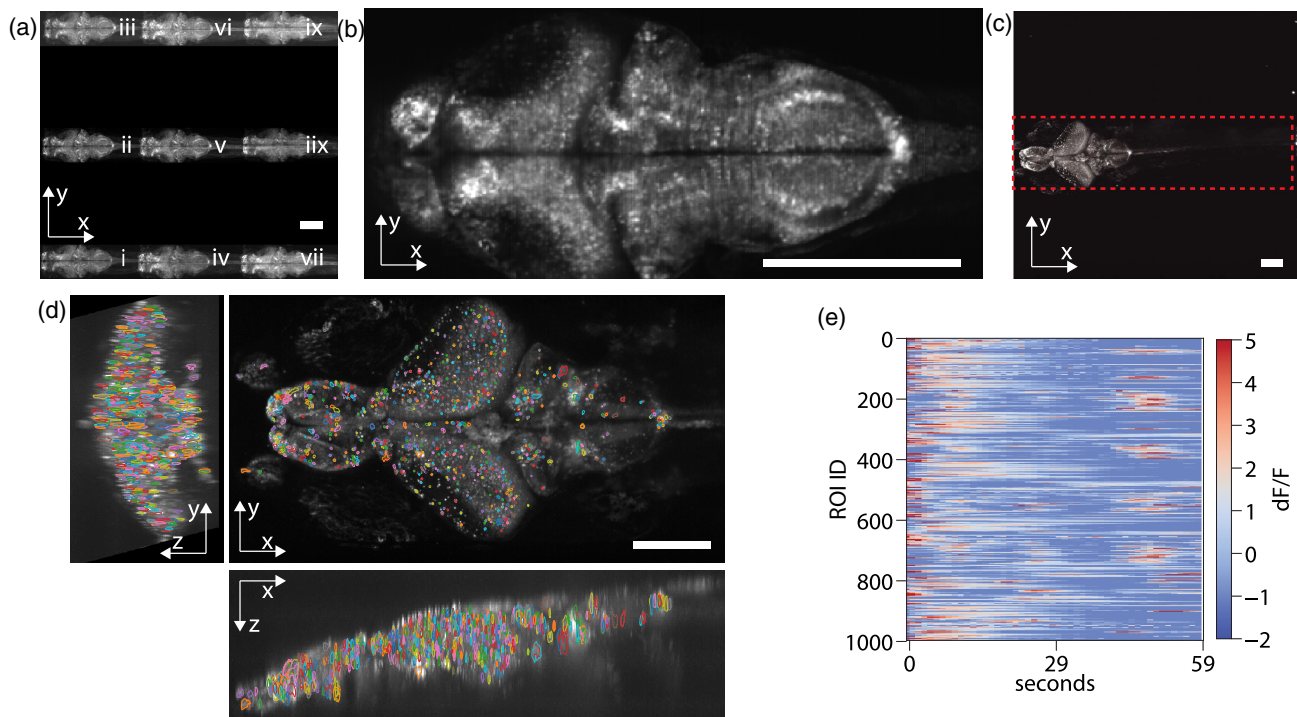 (a)
iii vi ix
ii v iix
y
x
i iv vii
(b)
y
x
(c)
y
x
(d)
y
z
y
x
x
z
(e)
0
200
400
600
800
1000
ROI ID
0 29 59
seconds
5
4
3
2
1
0
−1
−2
dF/F